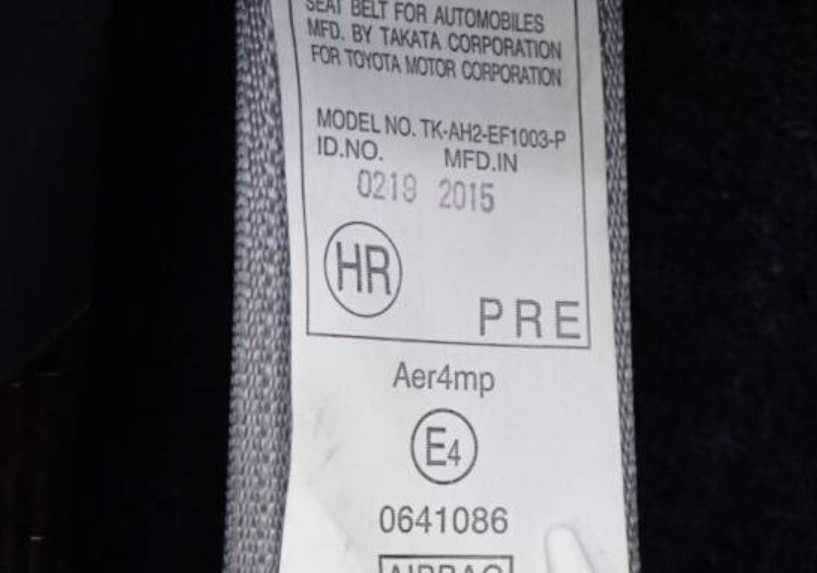 SEAT BELT FOR AUTOMOBILES
MFD. BY TAKATA CORPORATION
FOR TOYOTA MOTOR CORPORATION
MODEL NO. TK-AH2-EF1003-P
ID.NO. MFD.IN
0219 2015
HR
PRE
Aer4mp
E4
0641086
AIRBAG